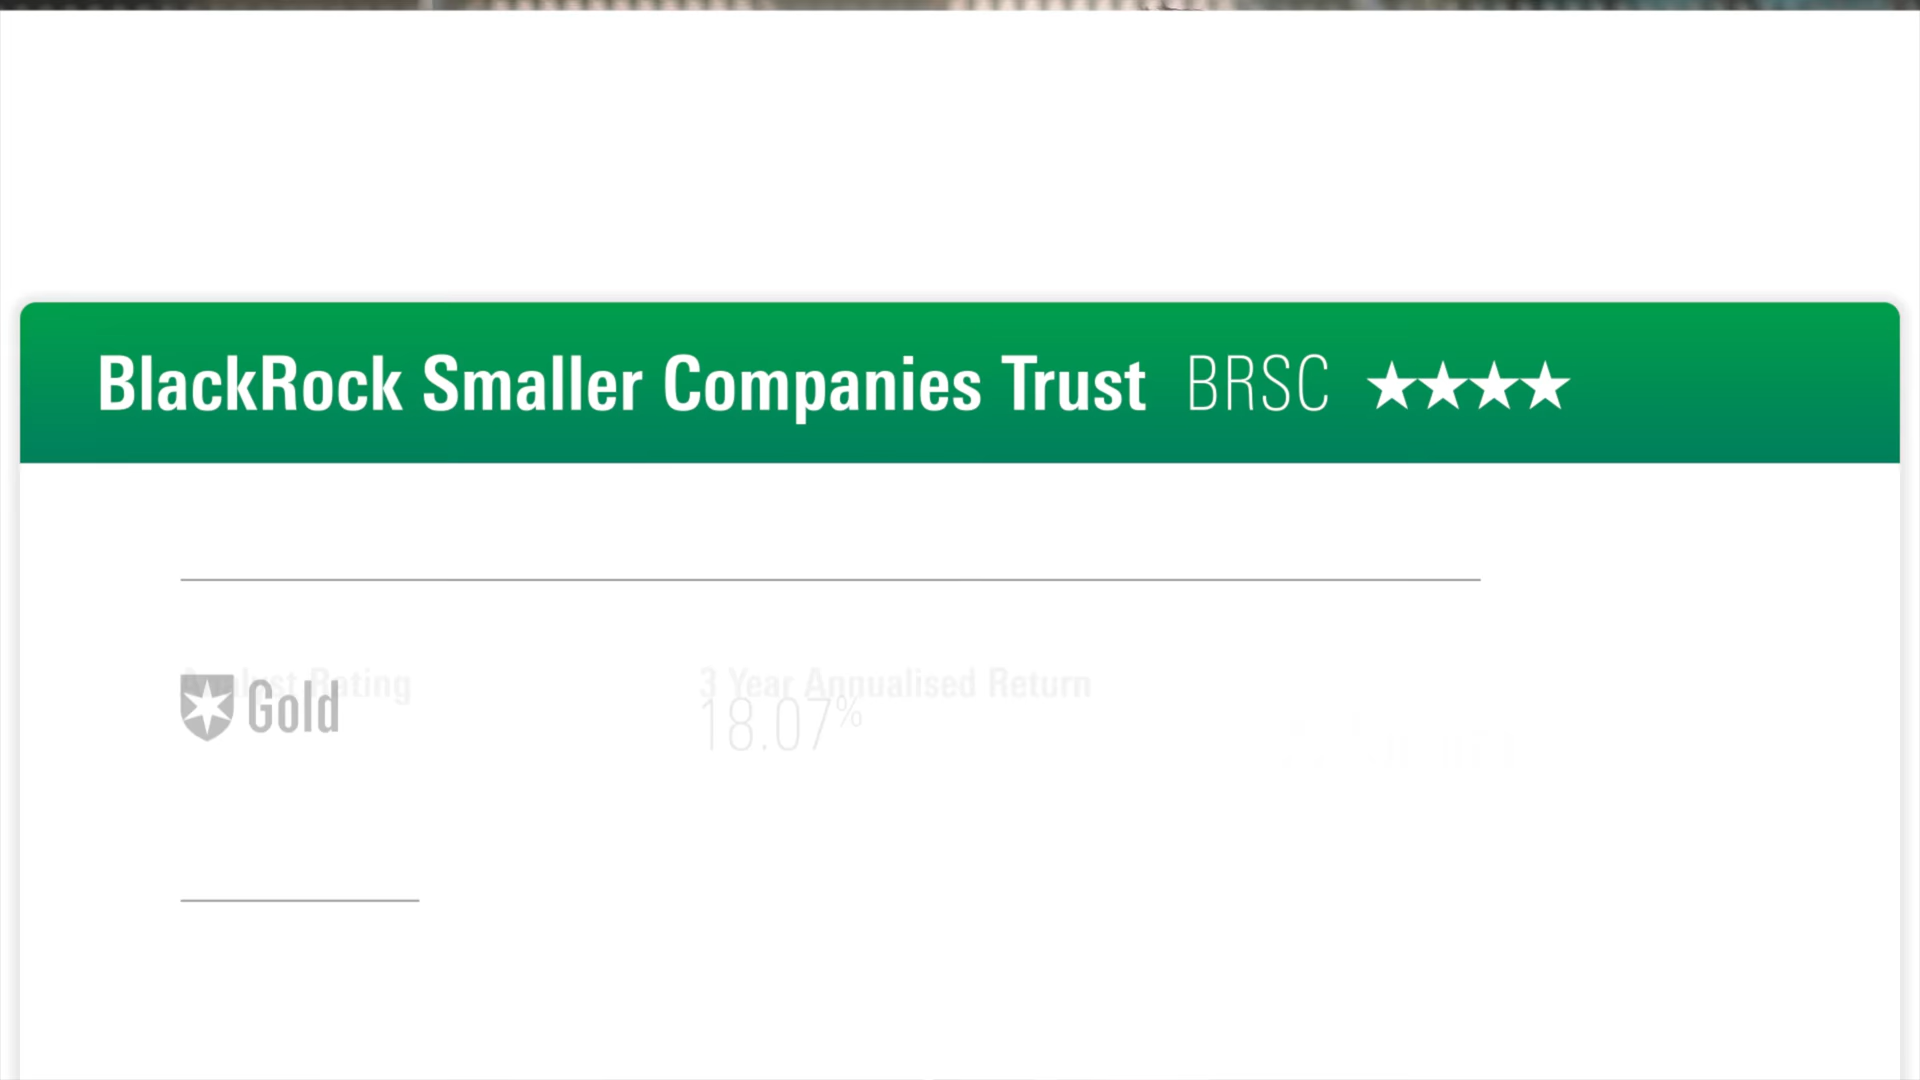 BlackRock Smaller Companies Trust BRSC ★★★★
Analyst Rating
3 Year Annualised Return
Gold
18.07%